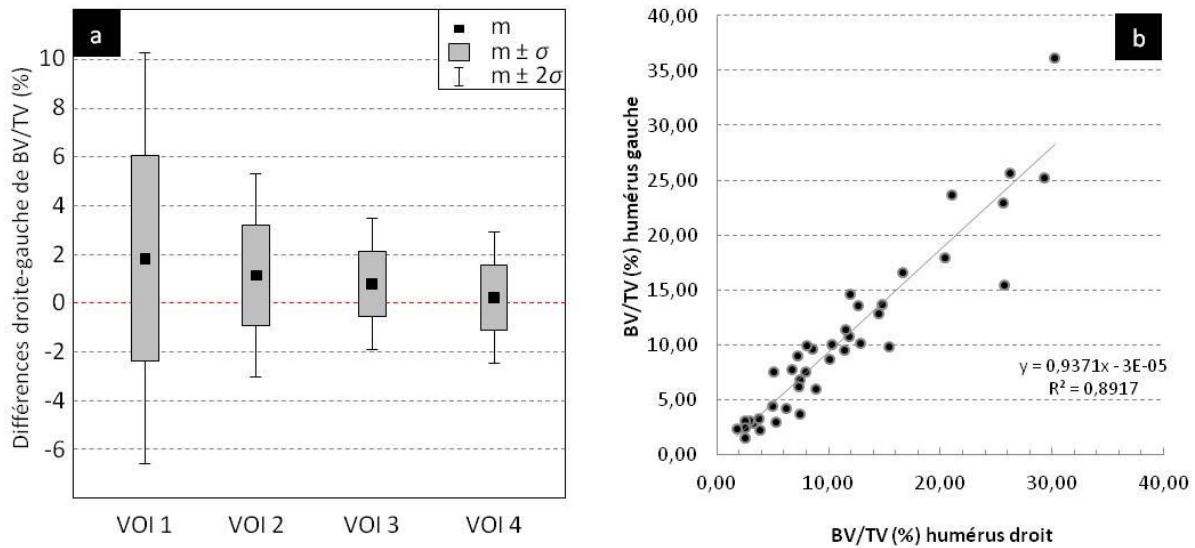 a
m
m ± σ
m ± 2σ
Différences droite-gauche de BV/TV (%)
10
8
6
4
2
0
-2
-4
-6
VOI 1 VOI 2 VOI 3 VOI 4
b
BV/TV (%) humérus gauche
40,00
35,00
30,00
25,00
20,00
15,00
10,00
5,00
0,00
y = 0,9371x - 3E-05
R² = 0,8917
0,00 10,00 20,00 30,00 40,00
BV/TV (%) humérus droit